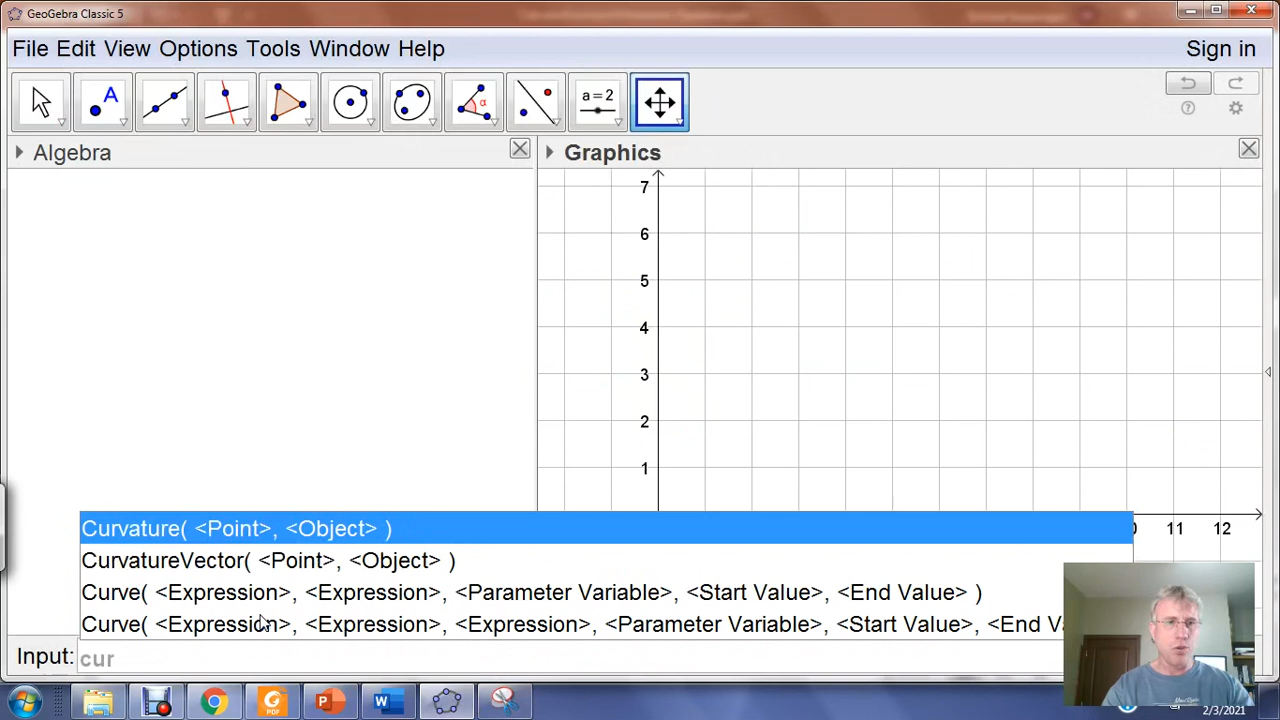 GeoGebra Classic 5
File Edit View Options Tools Window Help Sign in
A α a = 2
Algebra
Graphics
7
6
5
4
3
2
1
Curvature( <Point>, <Object> )
11 12
CurvatureVector( <Point>, <Object> )
Curve( <Expression>, <Expression>, <Parameter Variable>, <Start Value>, <End Value> )
Curve( <Expression>, <Expression>, <Expression>, <Parameter Variable>, <Start Value>, <End
Input: cur
PDF P W
2/3/2021